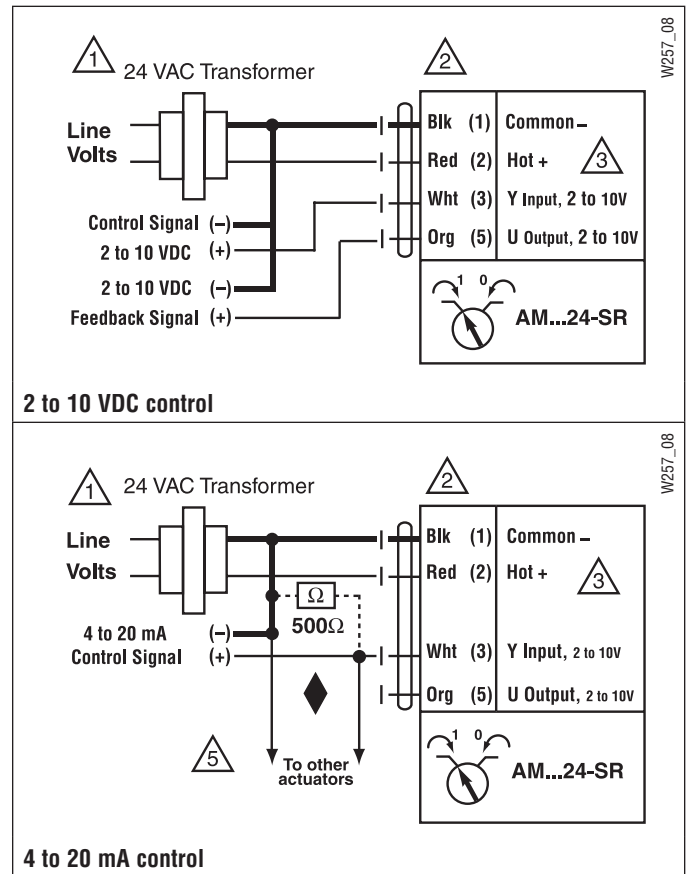 W257_08
1 24 VAC Transformer
2
Line
Volts
Blk (1) Common –
Red (2) Hot + 3
Wht (3) Y Input, 2 to 10V
Org (5) U Output, 2 to 10V
Control Signal (–)
2 to 10 VDC (+)
2 to 10 VDC (–)
Feedback Signal (+)
1 0
AM...24-SR
2 to 10 VDC control
W257_08
1 24 VAC Transformer
2
Line
Volts
Blk (1) Common –
Red (2) Hot + 3
Ω
500Ω
4 to 20 mA (–)
Control Signal (+)
Wht (3) Y Input, 2 to 10V
Org (5) U Output, 2 to 10V
5
To other
actuators
1 0
AM...24-SR
4 to 20 mA control